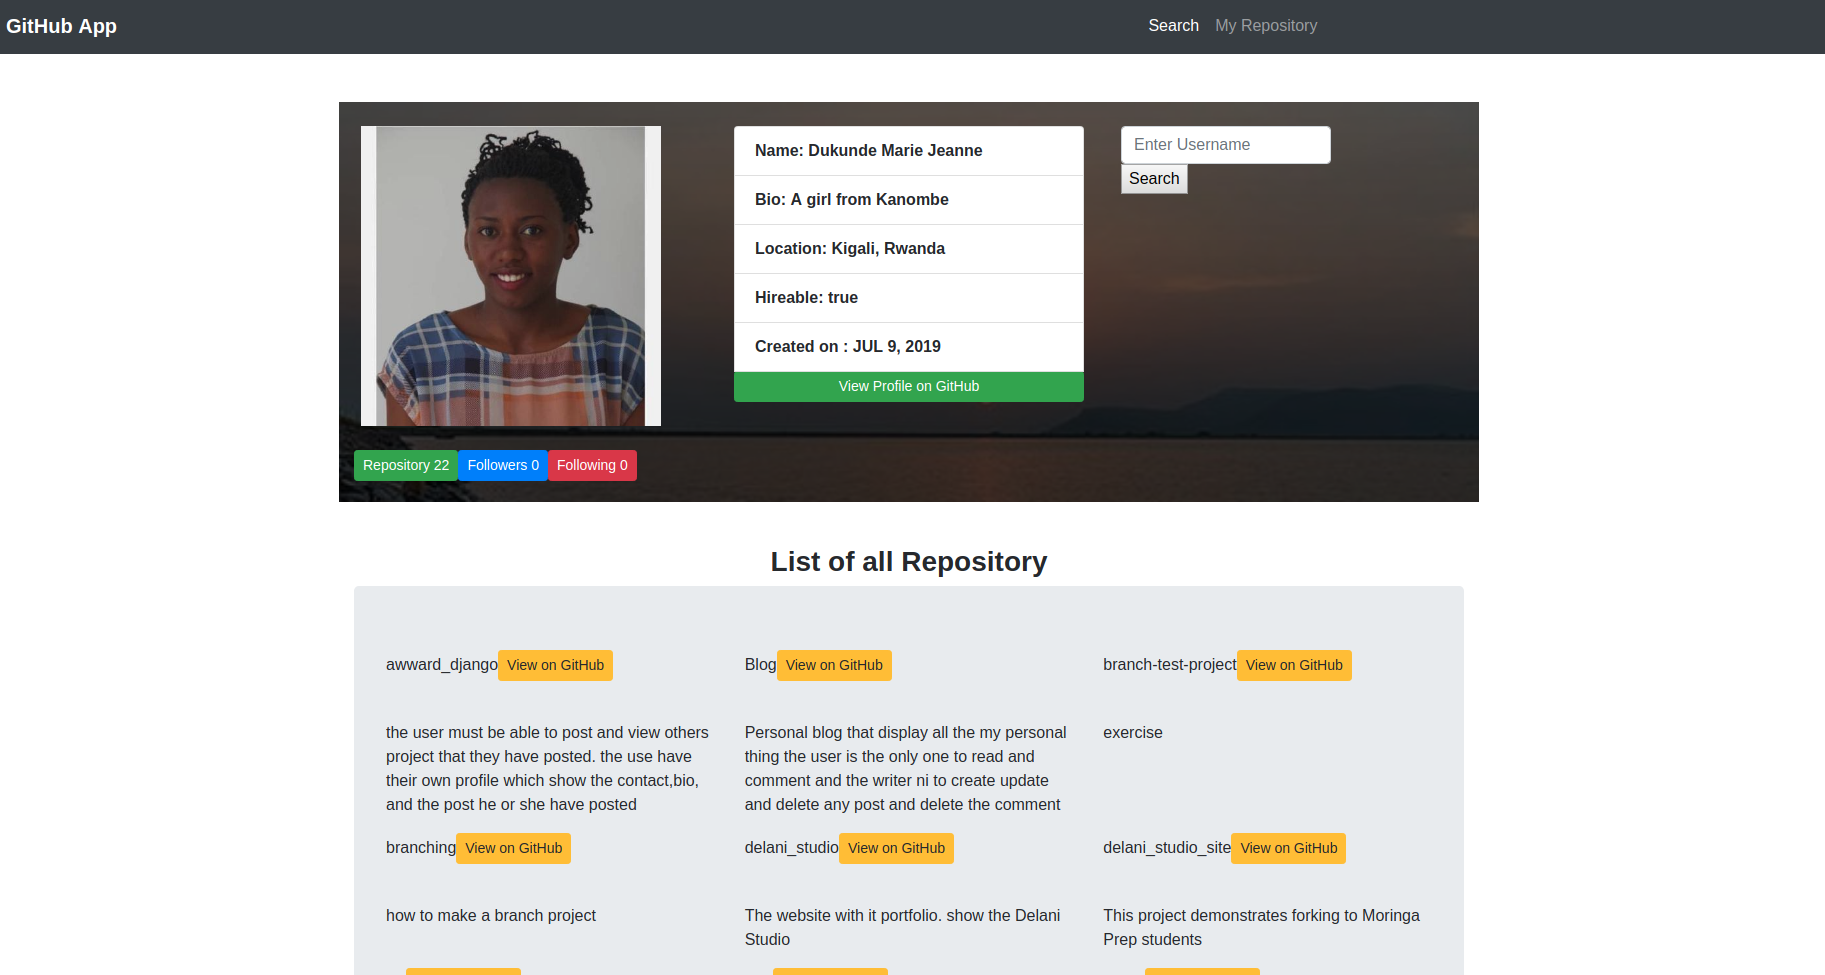 GitHub App
Search
My Repository
Name: Dukunde Marie Jeanne
Bio: A girl from Kanombe
Location: Kigali, Rwanda
Hireable: true
Created on : JUL 9, 2019
View Profile on GitHub
Enter Username
Search
Repository 22
Followers 0
Following 0
List of all Repository
awward_django View on GitHub
the user must be able to post and view others
project that they have posted. the use have
their own profile which show the contact,bio,
and the post he or she have posted
Blog View on GitHub
Personal blog that display all the my personal
thing the user is the only one to read and
comment and the writer ni to create update
and delete any post and delete the comment
branch-test-project View on GitHub
exercise
branching View on GitHub
how to make a branch project
delani_studio View on GitHub
The website with it portfolio. show the Delani
Studio
delani_studio_site View on GitHub
This project demonstrates forking to Moringa
Prep students